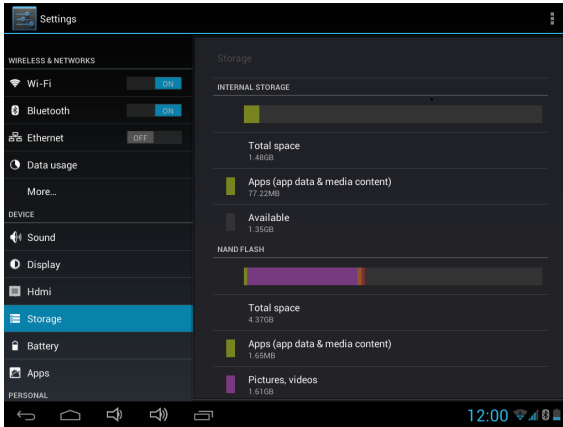 Settings
WIRELESS & NETWORKS
Wi-Fi
ON
Bluetooth
ON
Ethernet
OFF
Data usage
More...
DEVICE
Sound
Display
Hdmi
Storage
Battery
Apps
PERSONAL
Storage
INTERNAL STORAGE
Total space
1.48GB
Apps (app data & media content)
77.22MB
Available
1.35GB
NAND FLASH
Total space
4.37GB
Apps (app data & media content)
1.65MB
Pictures, videos
1.61GB
12:00